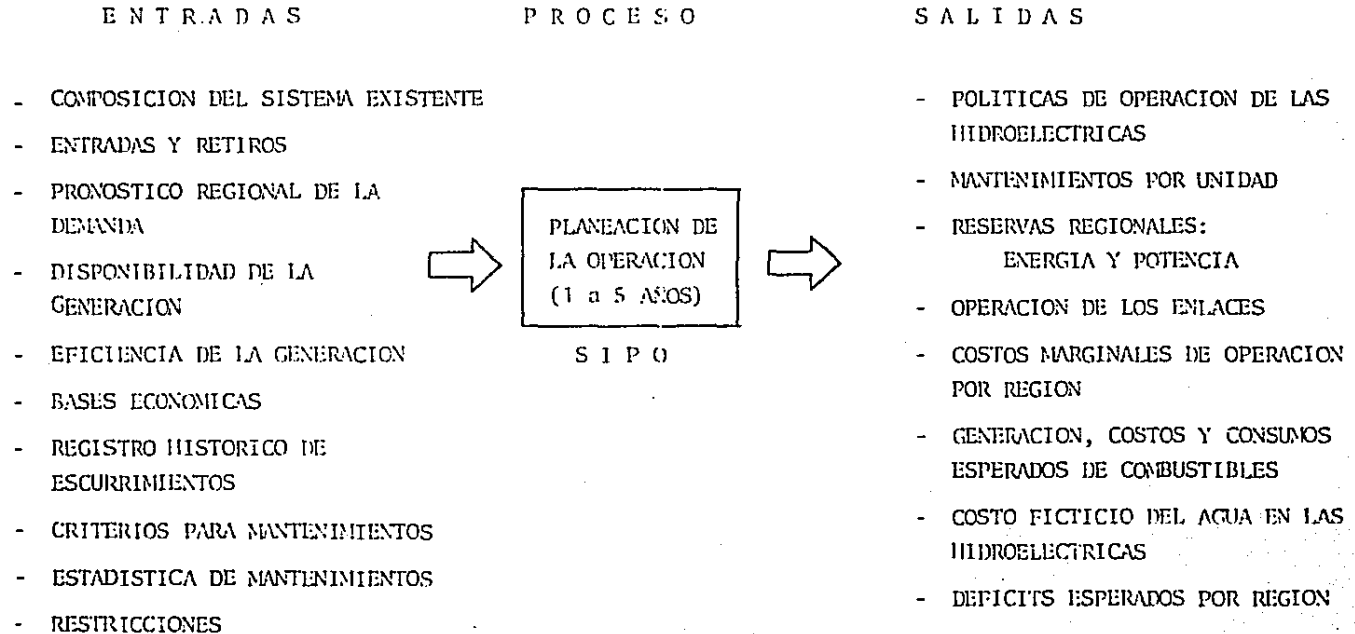 E N T R A D A S
- COMPOSICION DEL SISTEMA EXISTENTE
- ENTRADAS Y RETIROS
- PRONOSTICO REGIONAL DE LA
DEMANDA
- DISPONIBILIDAD DE LA
GENERACION
- EFICIENCIA DE LA GENERACION
- BASES ECONOMICAS
- REGISTRO HISTORICO DE
ESCURRIMIENTOS
- CRITERIOS PARA MANTENIMIENTOS
- ESTADISTICA DE MANTENIMIENTOS
- RESTRICCIONES
P R O C E S O
PLANEACION DE
LA OPERACION
(1 a 5 AÑOS)
S I P O
S A L I D A S
- POLITICAS DE OPERACION DE LAS
HIDROELECTRICAS
- MANTENIMIENTOS POR UNIDAD
- RESERVAS REGIONALES:
ENERGIA Y POTENCIA
- OPERACION DE LOS ENLACES
- COSTOS MARGINALES DE OPERACION
POR REGION
- GENERACION, COSTOS Y CONSUMOS
ESPERADOS DE COMBUSTIBLES
- COSTO FICTICIO DEL AGUA EN LAS
HIDROELECTRICAS
- DEFICITS ESPERADOS POR REGION